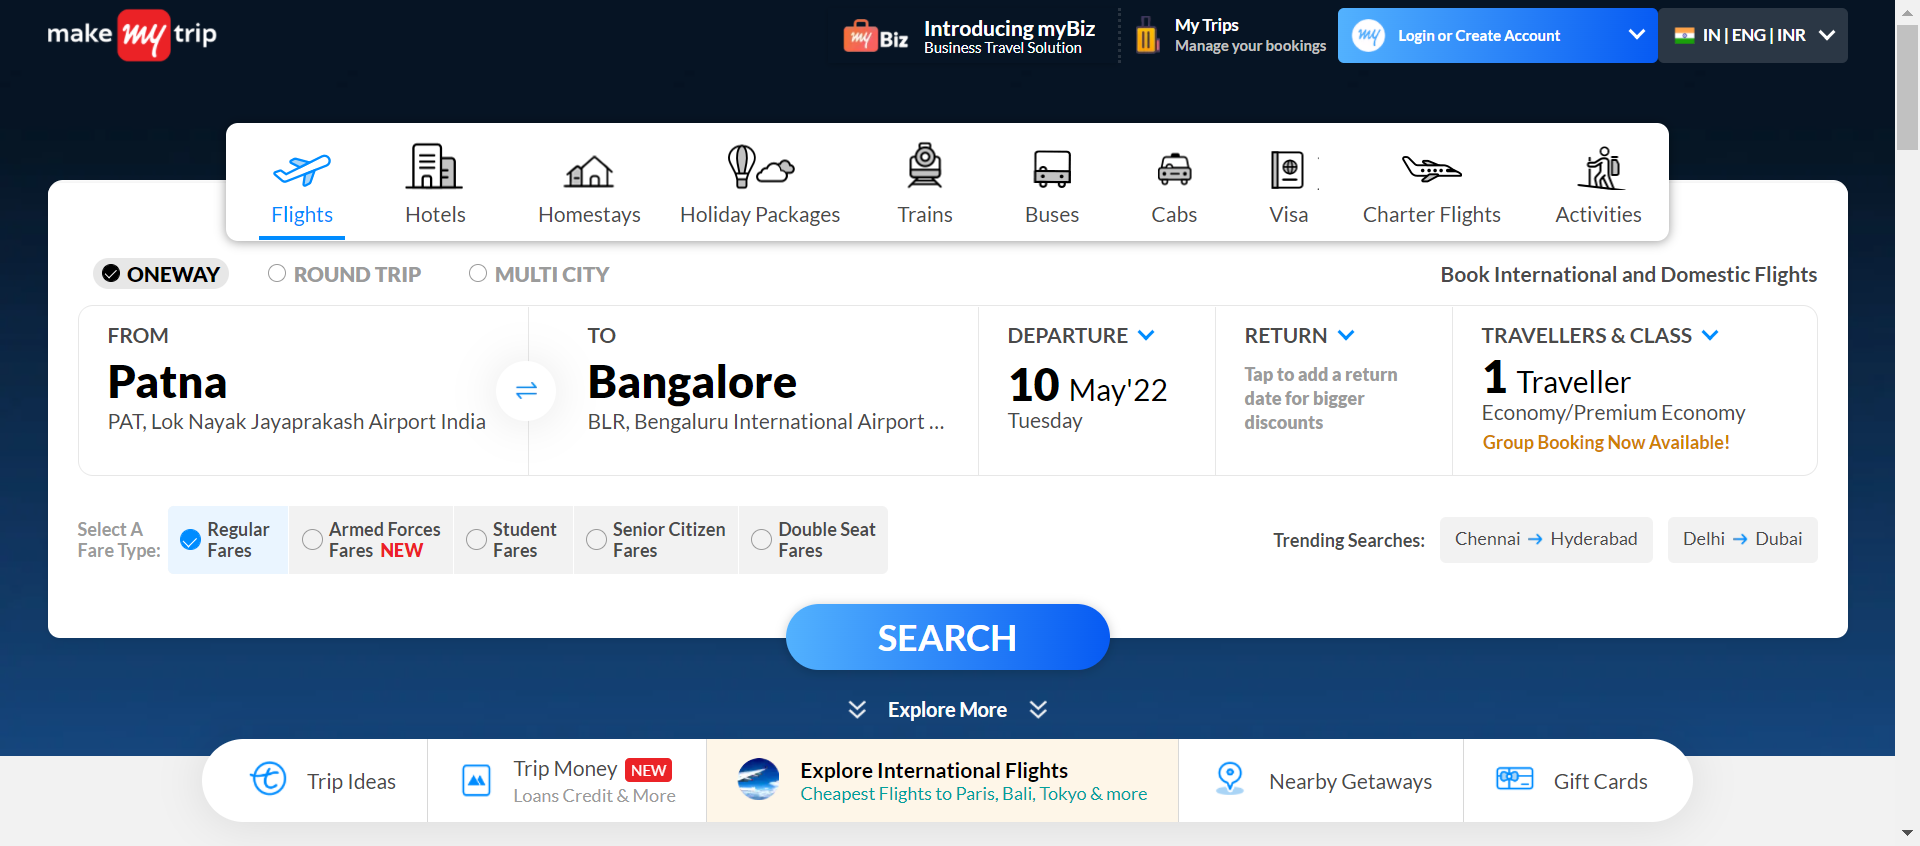 make my trip
my Biz
Introducing myBiz
Business Travel Solution
My Trips
Manage your bookings
my
Login or Create Account
IN | ENG | INR
Flights
Hotels
Homestays
Holiday Packages
Trains
Buses
Cabs
Visa
Charter Flights
Activities
ONEWAY
ROUND TRIP
MULTI CITY
Book International and Domestic Flights
FROM
Patna
PAT, Lok Nayak Jayaprakash Airport India
TO
Bangalore
BLR, Bengaluru International Airport ...
DEPARTURE
10 May'22
Tuesday
RETURN
Tap to add a return
date for bigger
discounts
TRAVELLERS & CLASS
1 Traveller
Economy/Premium Economy
Group Booking Now Available!
Select A
Fare Type:
Regular
Fares
Armed Forces
Fares NEW
Student
Fares
Senior Citizen
Fares
Double Seat
Fares
Trending Searches:
Chennai → Hyderabad
Delhi → Dubai
SEARCH
Explore More
Trip Ideas
Trip Money NEW
Loans Credit & More
Explore International Flights
Cheapest Flights to Paris, Bali, Tokyo & more
Nearby Getaways
Gift Cards